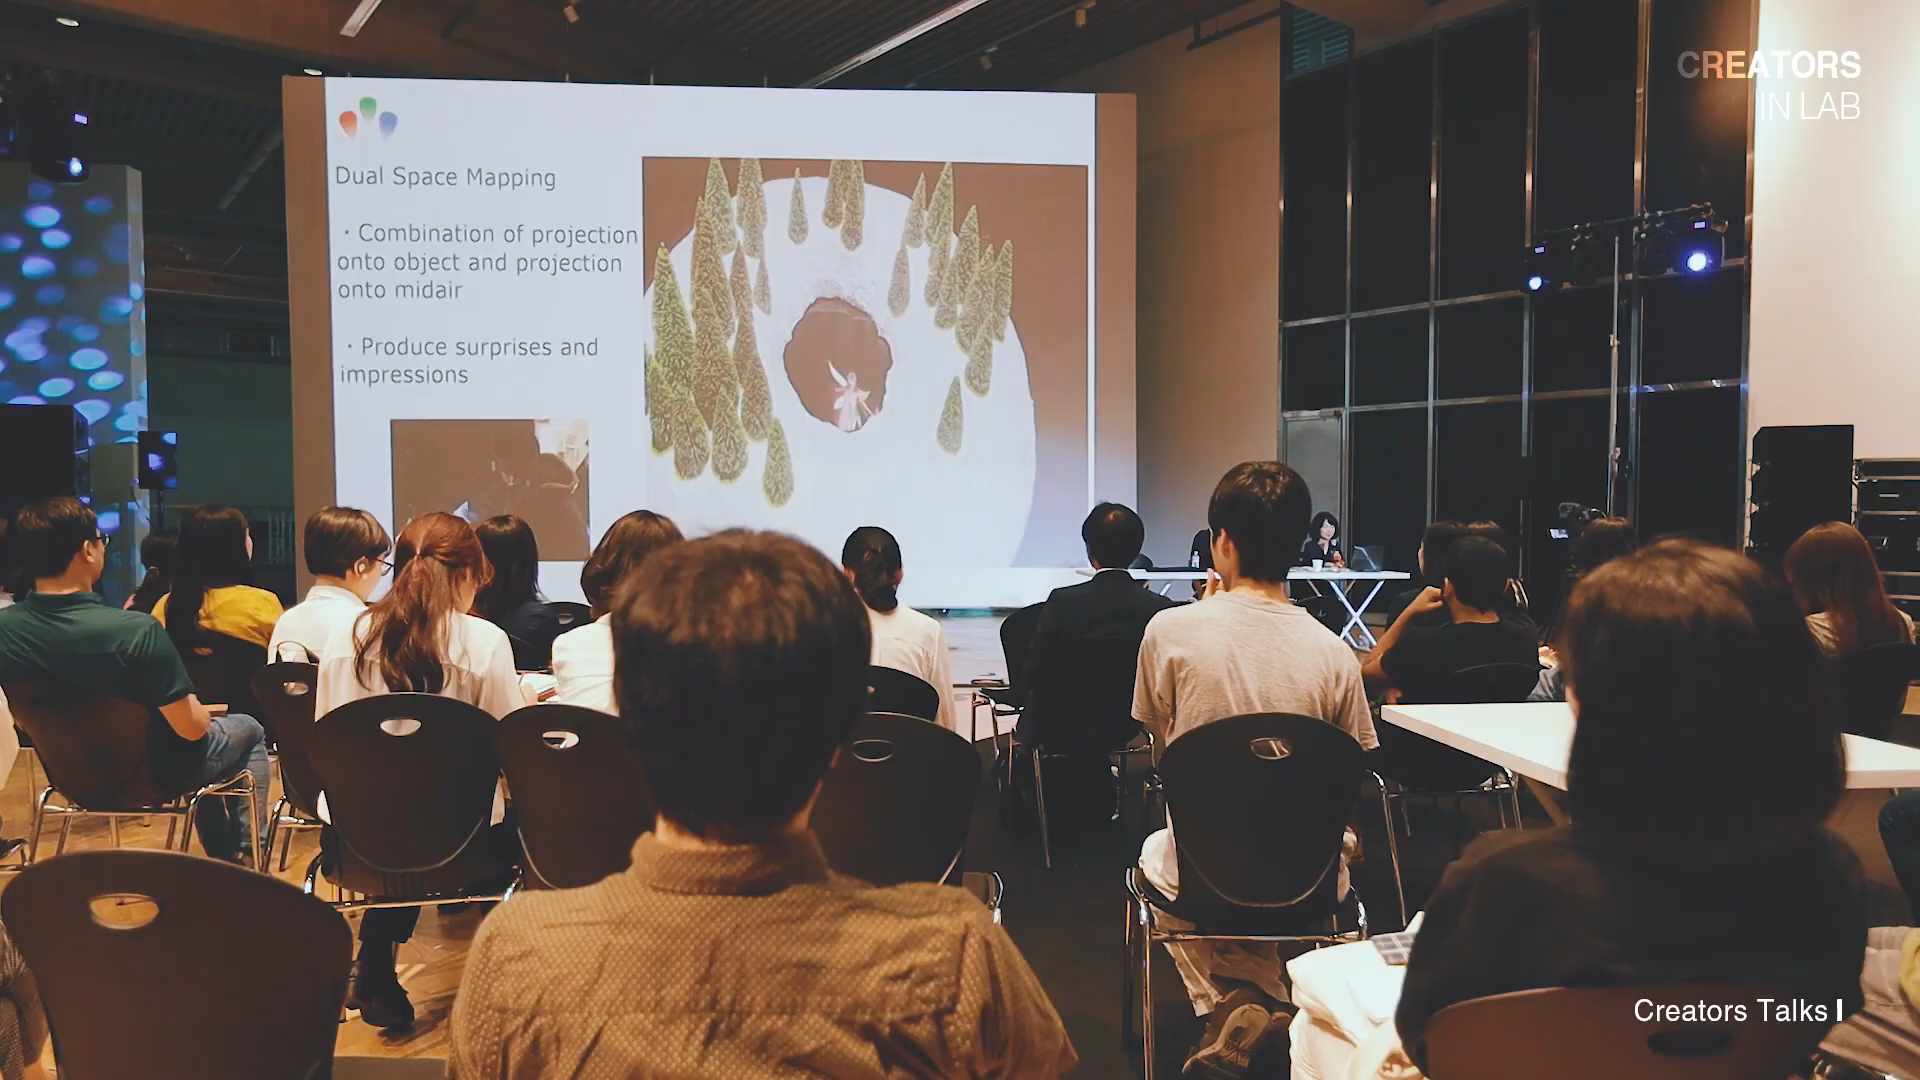 CREATORS
IN LAB
Dual Space Mapping
· Combination of projection
onto object and projection
onto midair
· Produce surprises and
impressions
Creators Talks